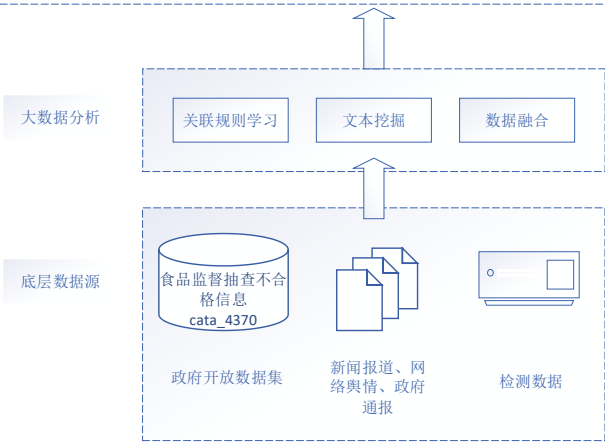 大数据分析
关联规则学习
文本挖掘
数据融合
底层数据源
食品监督抽查不合
格信息
cata_4370
政府开放数据集
新闻报道、网
络舆情、政府
通报
检测数据